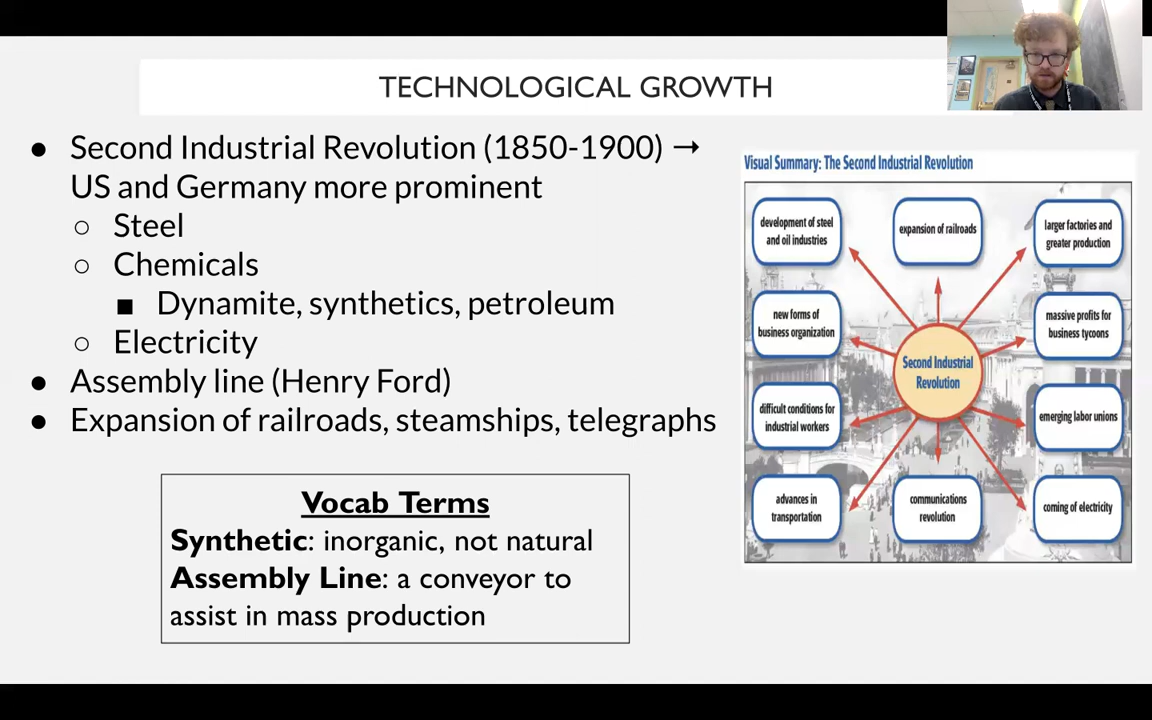 TECHNOLOGICAL GROWTH
● Second Industrial Revolution (1850-1900) →
US and Germany more prominent
○ Steel
○ Chemicals
■ Dynamite, synthetics, petroleum
○ Electricity
● Assembly line (Henry Ford)
● Expansion of railroads, steamships, telegraphs
Vocab Terms
Synthetic: inorganic, not natural
Assembly Line: a conveyor to
assist in mass production
Visual Summary: The Second Industrial Revolution
development of steel
and oil industries
expansion of railroads
larger factories and
greater production
new forms of
business organization
massive profits for
business tycoons
Second Industrial
Revolution
difficult conditions for
industrial workers
emerging labor unions
advances in
transportation
communications
revolution
coming of electricity